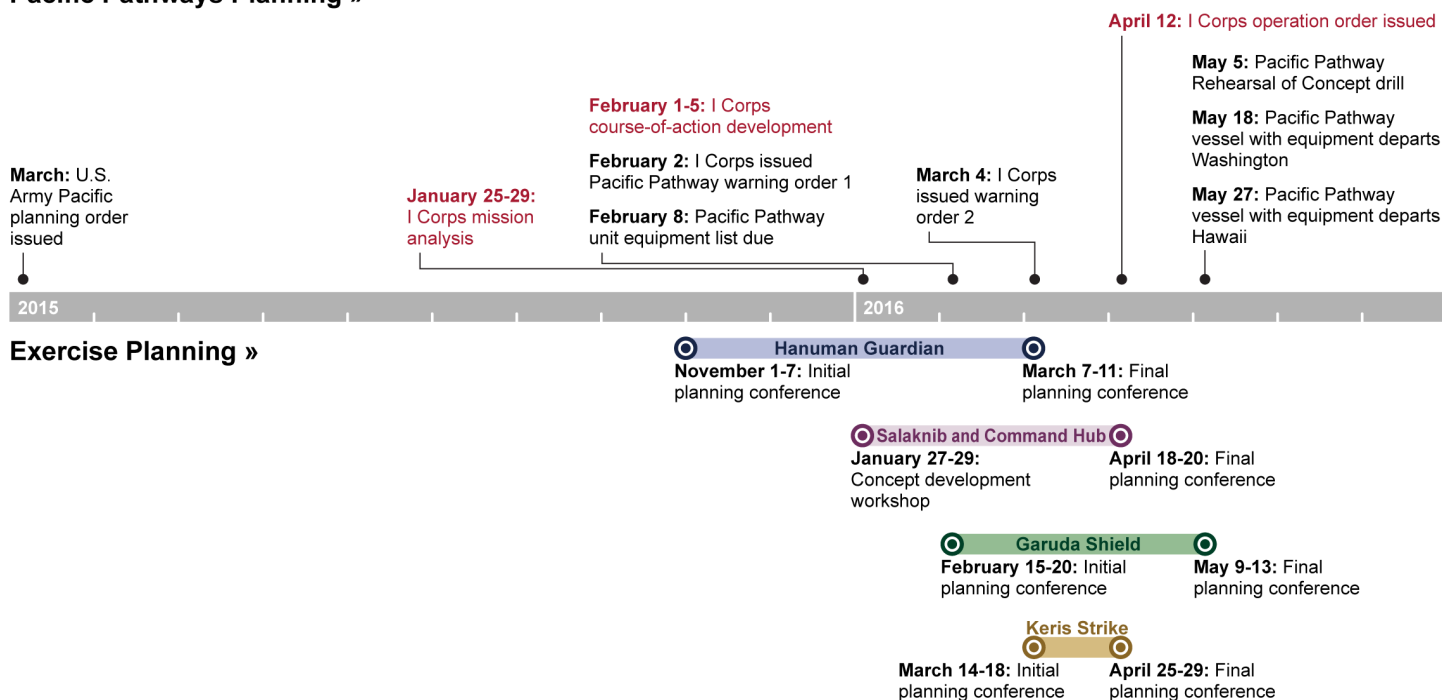 Pacific Pathways Planning »
April 12: I Corps operation order issued
May 5: Pacific Pathway
Rehearsal of Concept drill
May 18: Pacific Pathway
vessel with equipment departs
Washington
May 27: Pacific Pathway
vessel with equipment departs
Hawaii
February 1-5: I Corps
course-of-action development
February 2: I Corps issued
Pacific Pathway warning order 1
February 8: Pacific Pathway
unit equipment list due
March 4: I Corps
issued warning
order 2
March: U.S.
Army Pacific
planning order
issued
January 25-29:
I Corps mission
analysis
2015
2016
Exercise Planning »
Hanuman Guardian
November 1-7: Initial
planning conference
March 7-11: Final
planning conference
Salaknib and Command Hub
January 27-29:
Concept development
workshop
April 18-20: Final
planning conference
Garuda Shield
February 15-20: Initial
planning conference
May 9-13: Final
planning conference
Keris Strike
March 14-18: Initial
planning conference
April 25-29: Final
planning conference